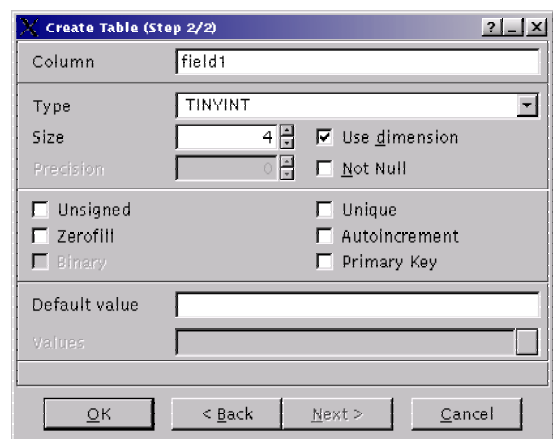 Create Table (Step 2/2)
Column field1
Type TINYINT
Size 4 Use dimension
Precision 0 Not Null
Unsigned Unique
Zerofill Autoincrement
Binary Primary Key
Default value
Values
OK < Back Next > Cancel